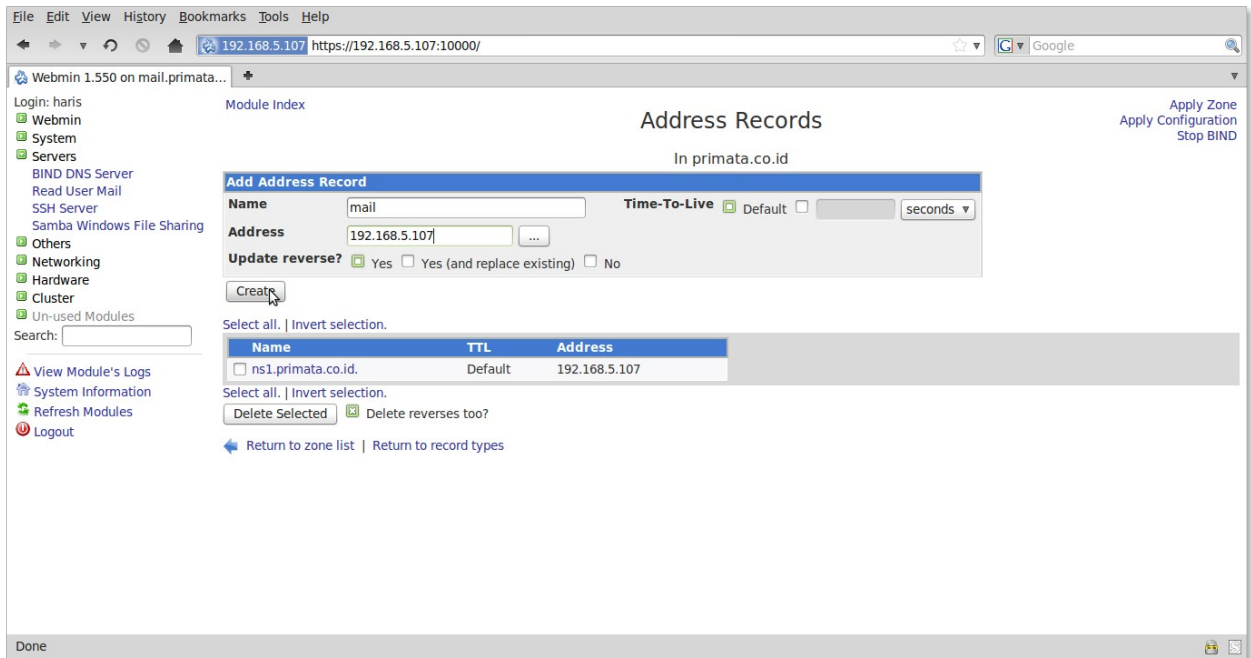 File Edit View History Bookmarks Tools Help
192.168.5.107 https://192.168.5.107:10000/
Google
Webmin 1.550 on mail.primata...
Login: haris
Webmin
System
Servers
BIND DNS Server
Read User Mail
SSH Server
Samba Windows File Sharing
Others
Networking
Hardware
Cluster
Un-used Modules
Search:
View Module's Logs
System Information
Refresh Modules
Logout
Module Index
Address Records
In primata.co.id
Apply Zone
Apply Configuration
Stop BIND
Add Address Record
Name mail Time-To-Live Default seconds
Address 192.168.5.107 ...
Update reverse? Yes Yes (and replace existing) No
Create
Select all. | Invert selection.
Name TTL Address
ns1.primata.co.id. Default 192.168.5.107
Select all. | Invert selection.
Delete Selected Delete reverses too?
Return to zone list | Return to record types
Done